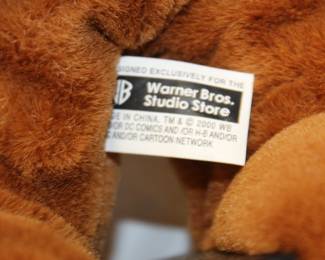 SIGNED EXCLUSIVELY FOR THE
WB Warner Bros.
Studio Store
DE IN CHINA, TM & © 2000 WB
/OR DC COMICS AND /OR H-B AND/OR
AND/OR CARTOON NETWORK